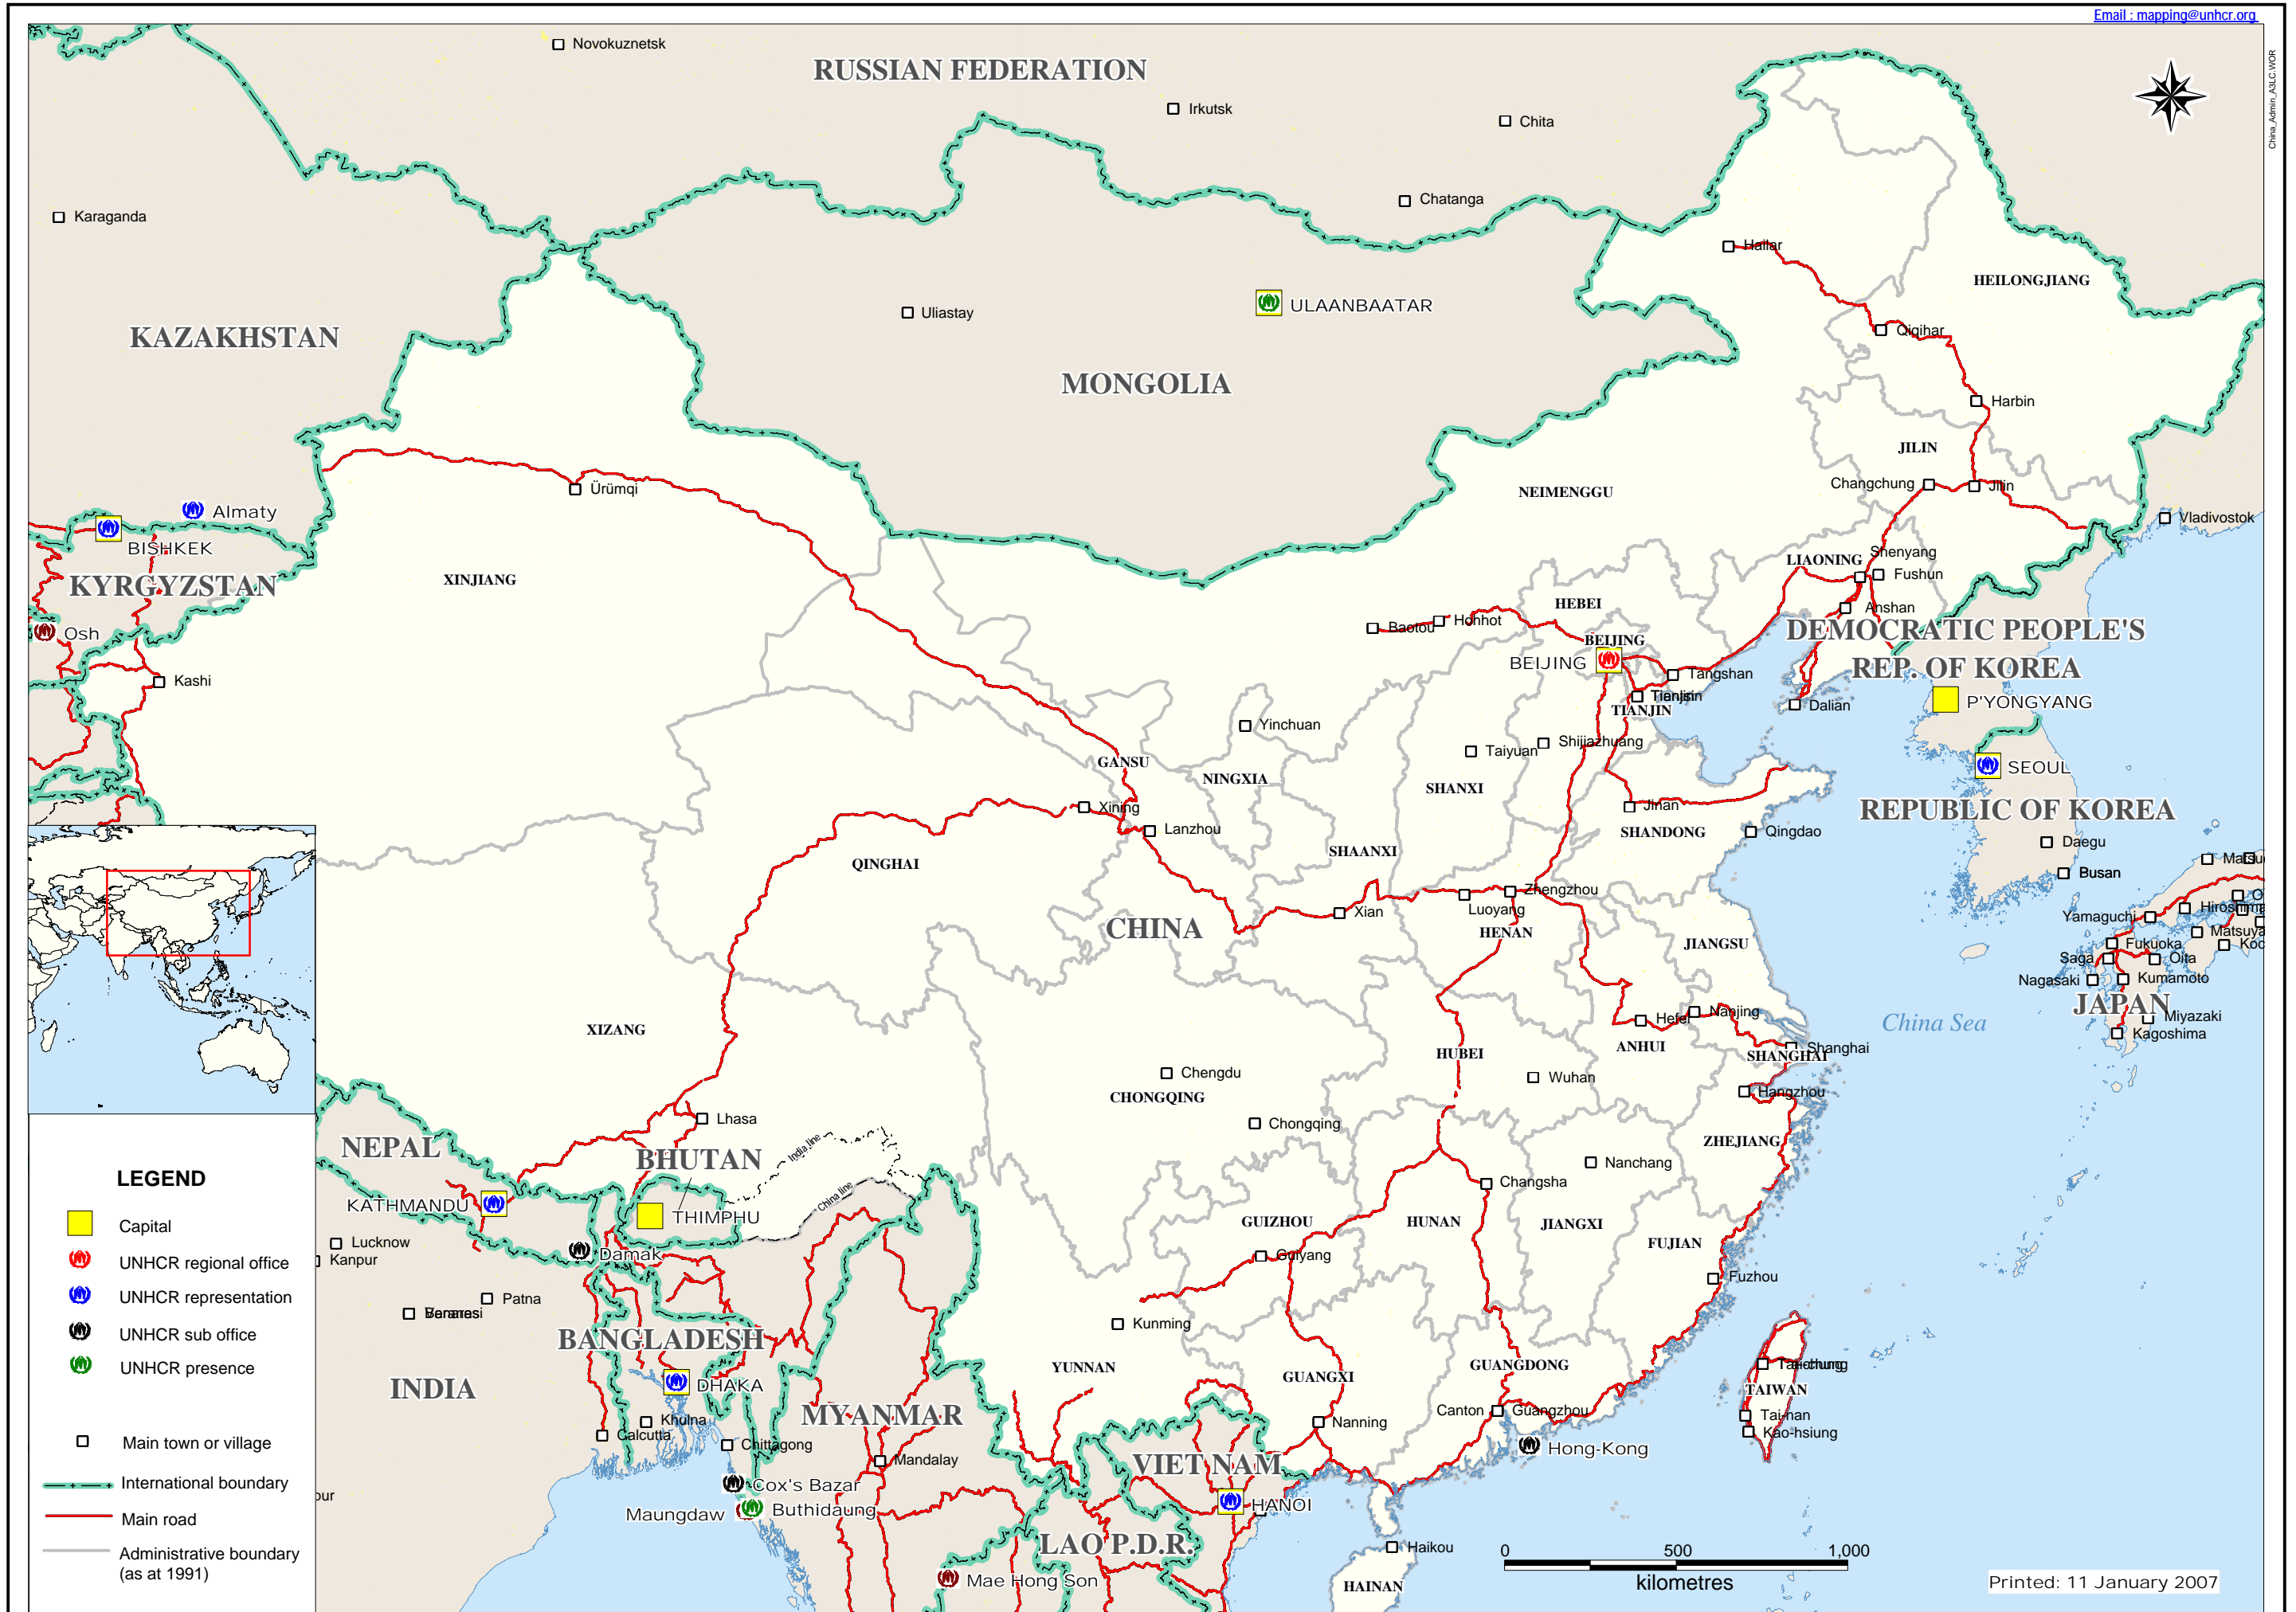 Email : mapping@unhcr.org
China_Admin_A3LC.WOR
Novokuznetsk
RUSSIAN FEDERATION
Irkutsk
Chita
Karaganda
Chatanga
Hailar
HEILONGJIANG
Uliastay
ULAANBAATAR
KAZAKHSTAN
Qiqihar
MONGOLIA
Harbin
JILIN
Ürümqi
NEIMENGGU
Changchung
Jilin
Almaty
Vladivostok
BISHKEK
Shenyang
LIAONING
Fushun
XINJIANG
KYRGYZSTAN
HEBEI
Anshan
Osh
Baotou
Hohhot
DEMOCRATIC PEOPLE'S
BEIJING
BEIJING
REP. OF KOREA
Kashi
Tangshan
Tianjin
TIANJIN
Dalian
P'YONGYANG
Yinchuan
Taiyuan
Shijiazhuang
GANSU
NINGXIA
SHANXI
SEOUL
Xining
Jinan
REPUBLIC OF KOREA
Lanzhou
SHANDONG
Qingdao
Daegu
SHAANXI
QINGHAI
Busan
Zhengzhou
Xian
Luoyang
Yamaguchi
Hiroshima
CHINA
HENAN
JIANGSU
Matsuya
Fukuoka
Koc
Saga
Oita
Nagasaki
Kumamoto
JAPAN
XIZANG
Hefei
Nanjing
China Sea
Miyazaki
Kagoshima
HUBEI
ANHUI
Shanghai
SHANGHAI
Chengdu
Wuhan
CHONGQING
Hangzhou
Lhasa
Chongqing
NEPAL
India line
ZHEJIANG
BHUTAN
Nanchang
LEGEND
China line
Changsha
KATHMANDU
THIMPHU
Capital
GUIZHOU
HUNAN
JIANGXI
Lucknow
Damak
FUJIAN
Kanpur
Guiyang
UNHCR regional office
Fuzhou
UNHCR representation
Patna
Varanasi
Kunming
UNHCR sub office
BANGLADESH
UNHCR presence
YUNNAN
GUANGXI
GUANGDONG
Tai-chung
INDIA
DHAKA
TAIWAN
MYANMAR
Khulna
Nanning
Canton
Guangzhou
Tai-nan
Main town or village
Calcutta
Chittagong
Kao-hsiung
Hong-Kong
Mandalay
VIET NAM
International boundary
Cox's Bazar
our
Maungdaw
Buthidaung
HANOI
Main road
LAO P.D.R.
Haikou
Administrative boundary
(as at 1991)
0 500 1,000
kilometres
Mae Hong Son
HAINAN
Printed: 11 January 2007